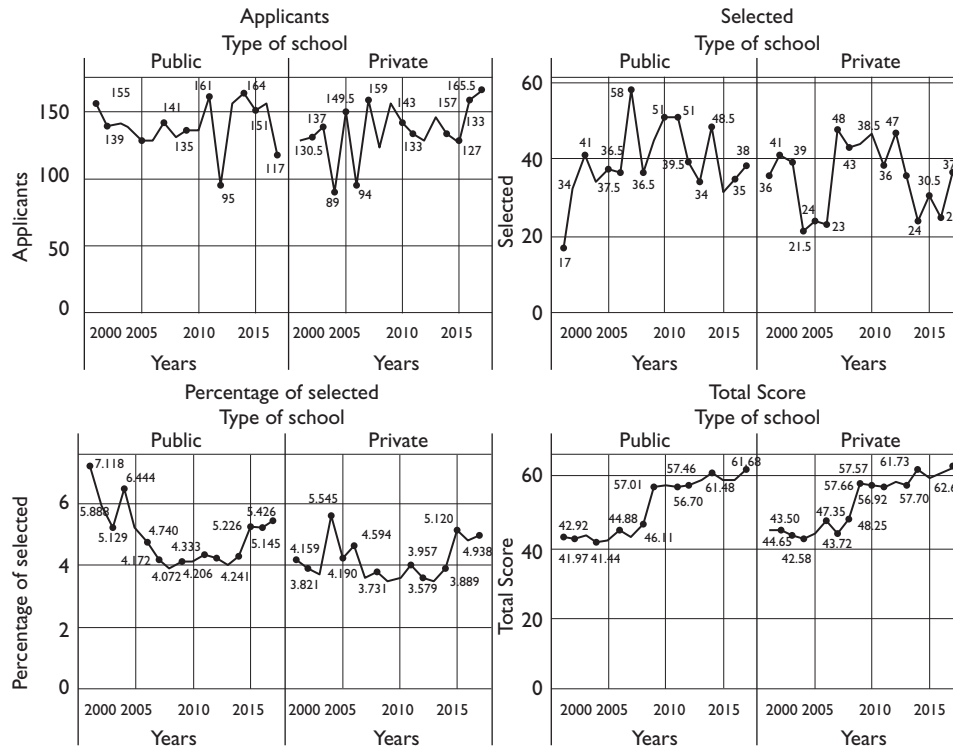 Applicants
Type of school
Public Private
155 139 141 135 161 95 164 151 117
130.5 137 89 149.5 94 159 143 133 157 127 133 165.5
150
100
50
0
Applicants
2000 2005 2010 2015 2005 2010 2015
Years Years
Selected
Type of school
Public Private
17 34 41 37.5 36.5 58 36.5 51 51 39.5 34 48.5 35 38
36 41 39 21.5 24 23 48 43 38.5 36 47 24 30.5
60
40
20
0
Selected
2000 2005 2010 2015 2005 2010 2015
Years Years
Percentage of selected
Type of school
Public Private
7.118 5.888 5.129 6.444 4.172 4.740 4.072 4.333 4.206 4.241 5.226 5.145 5.426
4.159 3.821 5.545 4.190 4.594 3.731 3.957 3.579 3.889 5.120 4.938
6
4
2
0
Percentage of selected
2000 2005 2010 2015 2005 2010 2015
Years Years
Total Score
Type of school
Public Private
42.92 41.97 41.44 44.88 46.11 57.01 57.46 56.70 61.48 61.68
43.50 44.65 42.58 47.35 43.72 48.25 57.66 57.57 56.92 57.70 61.73
60
40
20
0
Total Score
2000 2005 2010 2015 2005 2010 2015
Years Years